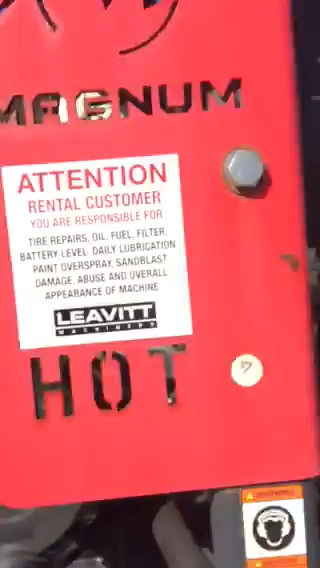 MAGNUM
ATTENTION
RENTAL CUSTOMER
YOU ARE RESPONSIBLE FOR
TIRE REPAIRS, OIL, FUEL, FILTER,
BATTERY LEVEL DAILY LUBRICATION
PAINT OVERSPRAY, SANDBLAST
DAMAGE, ABUSE AND OVERALL
APPEARANCE OF MACHINE
LEAVITT
MACHINERY
HOT